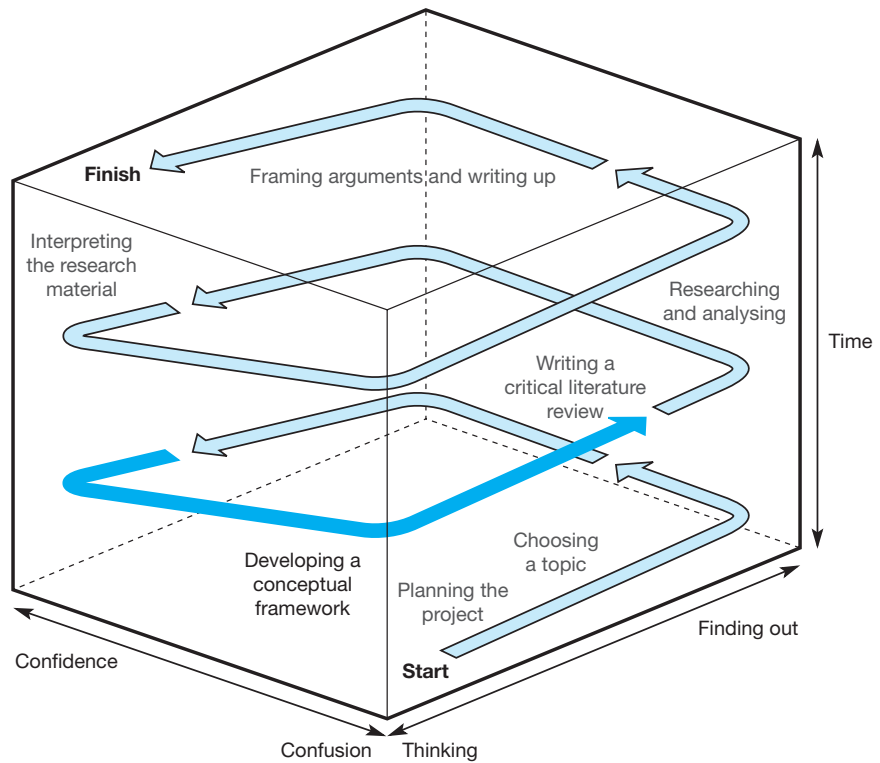 Finish
Framing arguments and writing up
Interpreting
the research
material
Researching
and analysing
Time
Writing a
critical literature
review
Choosing
a topic
Developing a
conceptual
framework
Planning the
project
Finding out
Confidence
Start
Confusion
Thinking